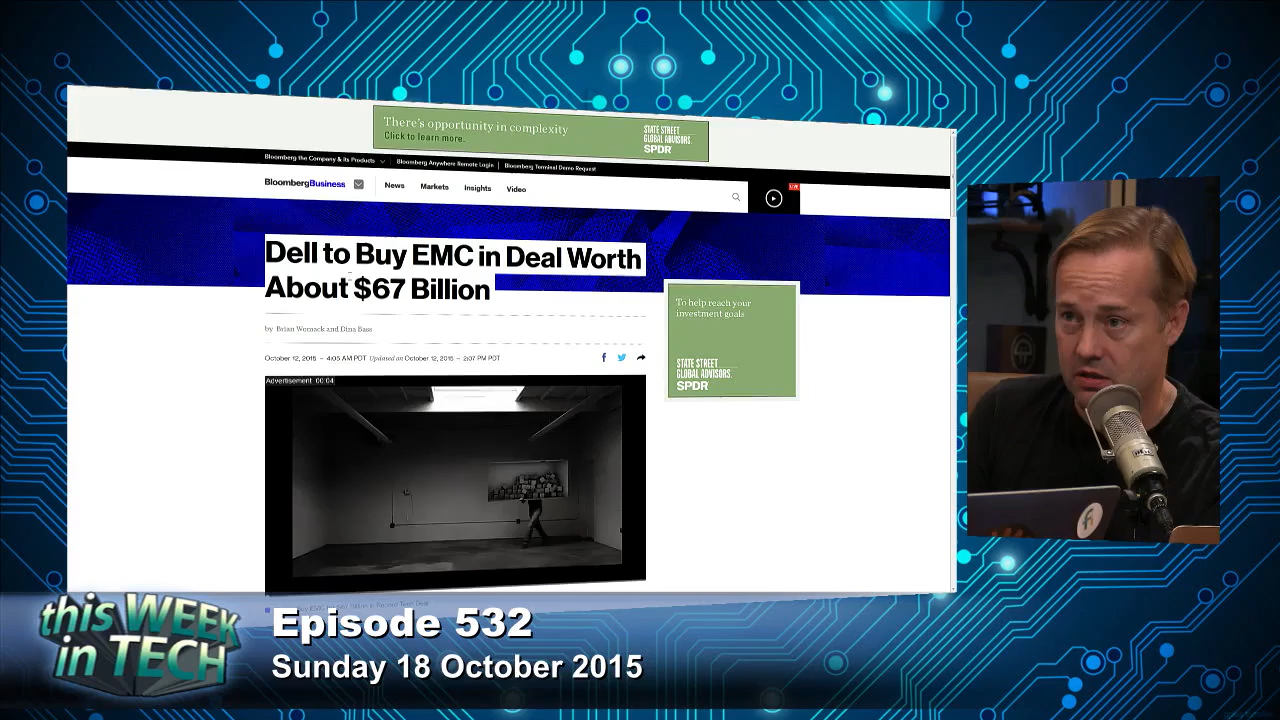 There's opportunity in complexity
Click to learn more.
STATE STREET
GLOBAL ADVISORS.
SPDR
Bloomberg the Company & Its Products
Bloomberg Anywhere Remote Login
Bloomberg Terminal Demo Request
BloombergBusiness
News
Markets
Insights
Video
LIVE
Dell to Buy EMC in Deal Worth
About $67 Billion
by Brian Womack and Dina Bass
October 12, 2015 – 4:05 AM PDT Updated on October 12, 2015 – 2:07 PM PDT
To help reach your
investment goals
STATE STREET
GLOBAL ADVISORS.
SPDR
Advertisement 00:04
this WEEK
in TECH
Episode 532
Sunday 18 October 2015